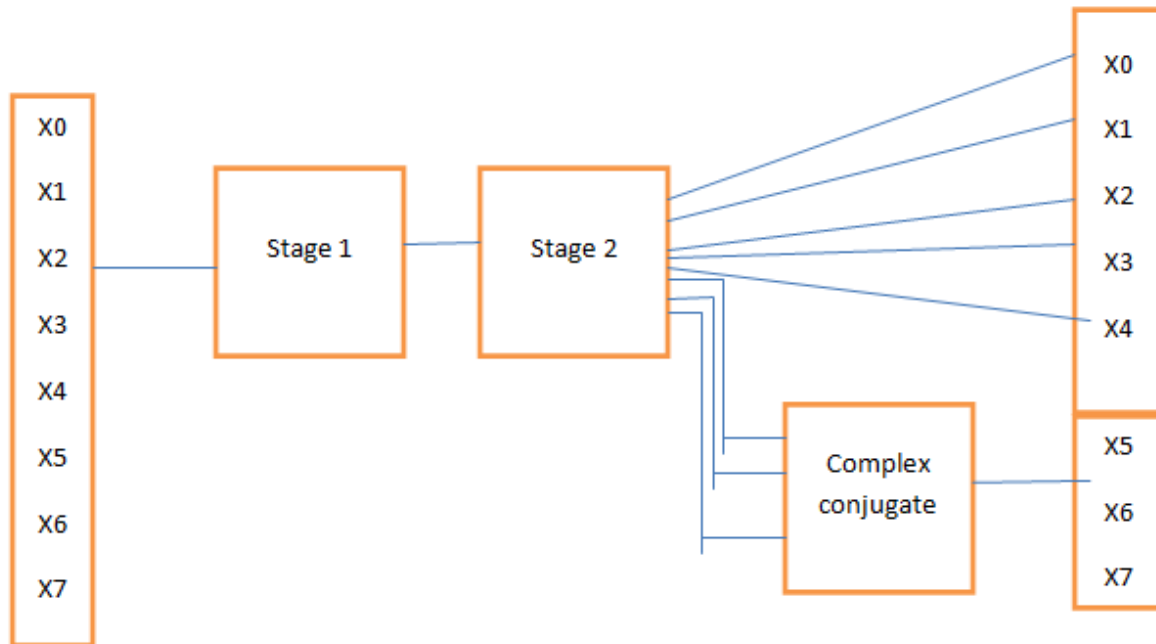 X0
X1
X2
X3
X4
X5
X6
X7
Stage 1
Stage 2
Complex
conjugate
X0
X1
X2
X3
X4
X5
X6
X7